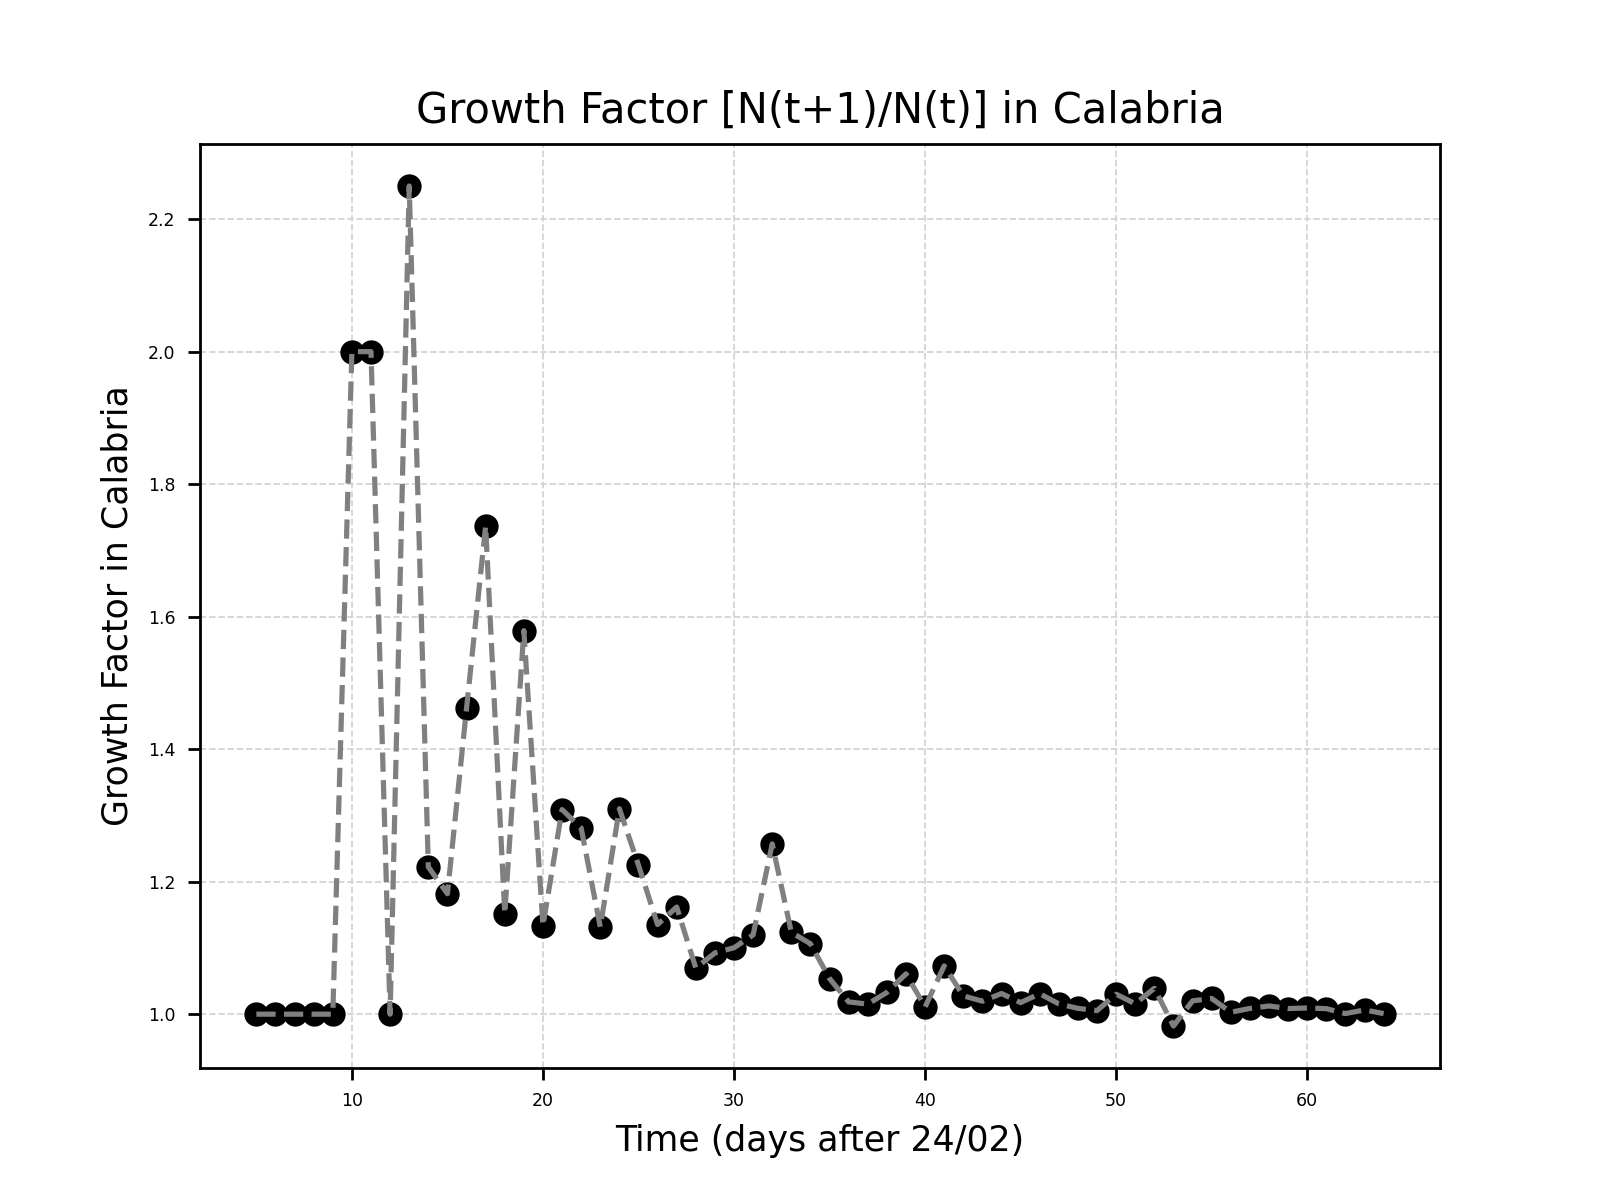 Growth Factor [N(t+1)/N(t)] in Calabria
Growth Factor in Calabria
2.2
2.0
1.8
1.6
1.4
1.2
1.0
10 20 30 40 50 60
Time (days after 24/02)